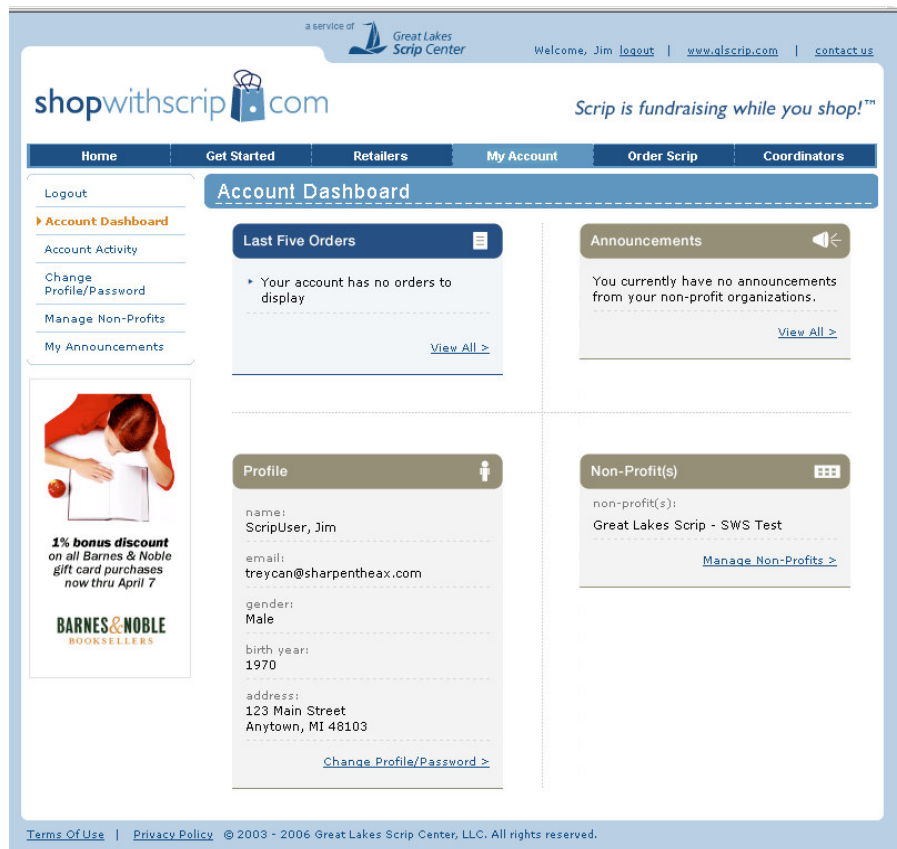 a service of
Great Lakes
Scrip Center
Welcome, Jim logout | www.glscrip.com | contact us
shopwithscrip com
Scrip is fundraising while you shop!™
Home Get Started Retailers My Account Order Scrip Coordinators
Logout
Account Dashboard
Account Activity
Change
Profile/Password
Manage Non-Profits
My Announcements
1% bonus discount
on all Barnes & Noble
gift card purchases
now thru April 7
BARNES&NOBLE
BOOKSELLERS
Account Dashboard
Last Five Orders
Your account has no orders to
display
View All >
Announcements
You currently have no announcements
from your non-profit organizations.
View All >
Profile
name:
ScripUser, Jim
email:
treycan@sharpentheax.com
gender:
Male
birth year:
1970
address:
123 Main Street
Anytown, MI 48103
Change Profile/Password >
Non-Profit(s)
non-profit(s):
Great Lakes Scrip - SWS Test
Manage Non-Profits >
Terms Of Use | Privacy Policy © 2003 - 2006 Great Lakes Scrip Center, LLC. All rights reserved.